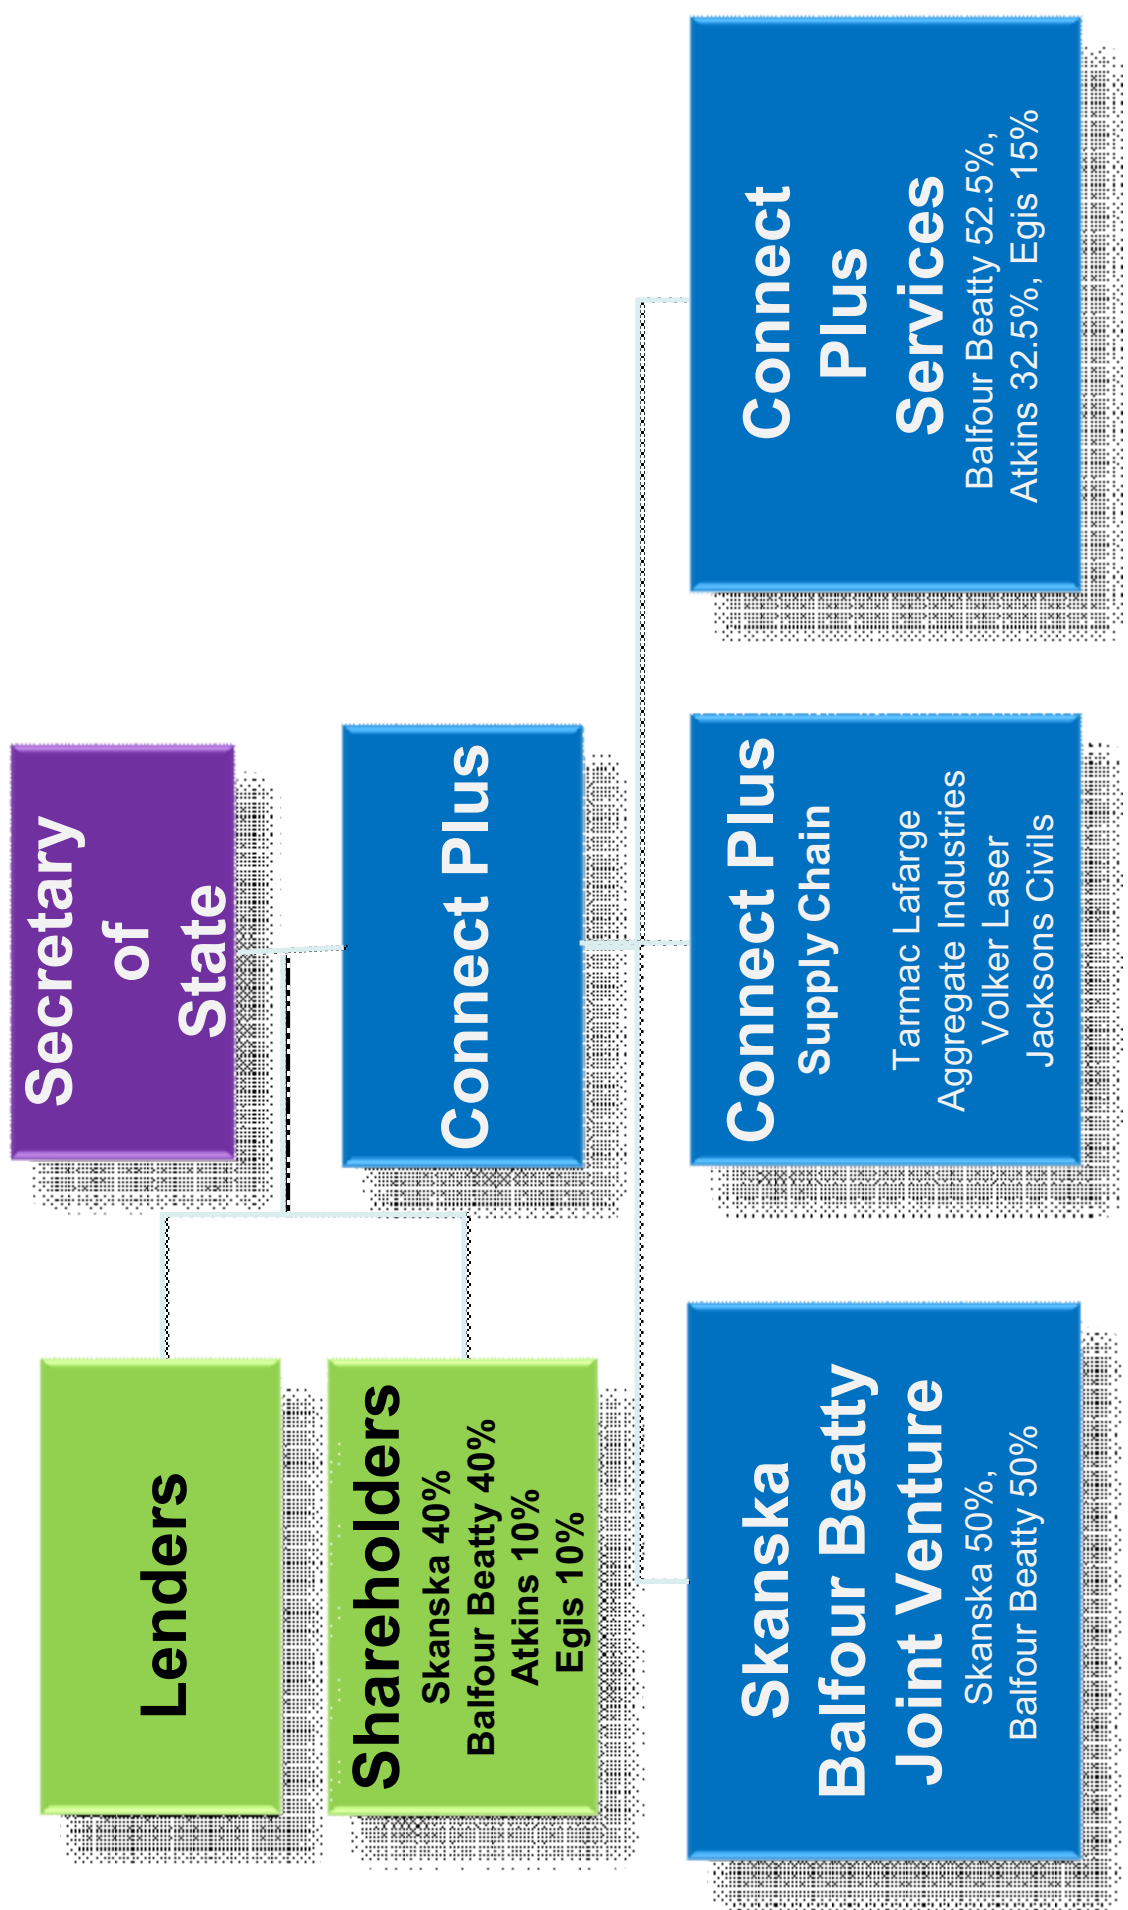 Secretary
of
State
Lenders
Connect Plus
Shareholders
Skanska 40%
Balfour Beatty 40%
Atkins 10%
Egis 10%
Skanska
Balfour Beatty
Joint Venture
Skanska 50%,
Balfour Beatty 50%
Connect Plus
Supply Chain
Tarmac Lafarge
Aggregate Industries
Volker Laser
Jacksons Civils
Connect
Plus
Services
Balfour Beatty 52.5%,
Atkins 32.5%, Egis 15%